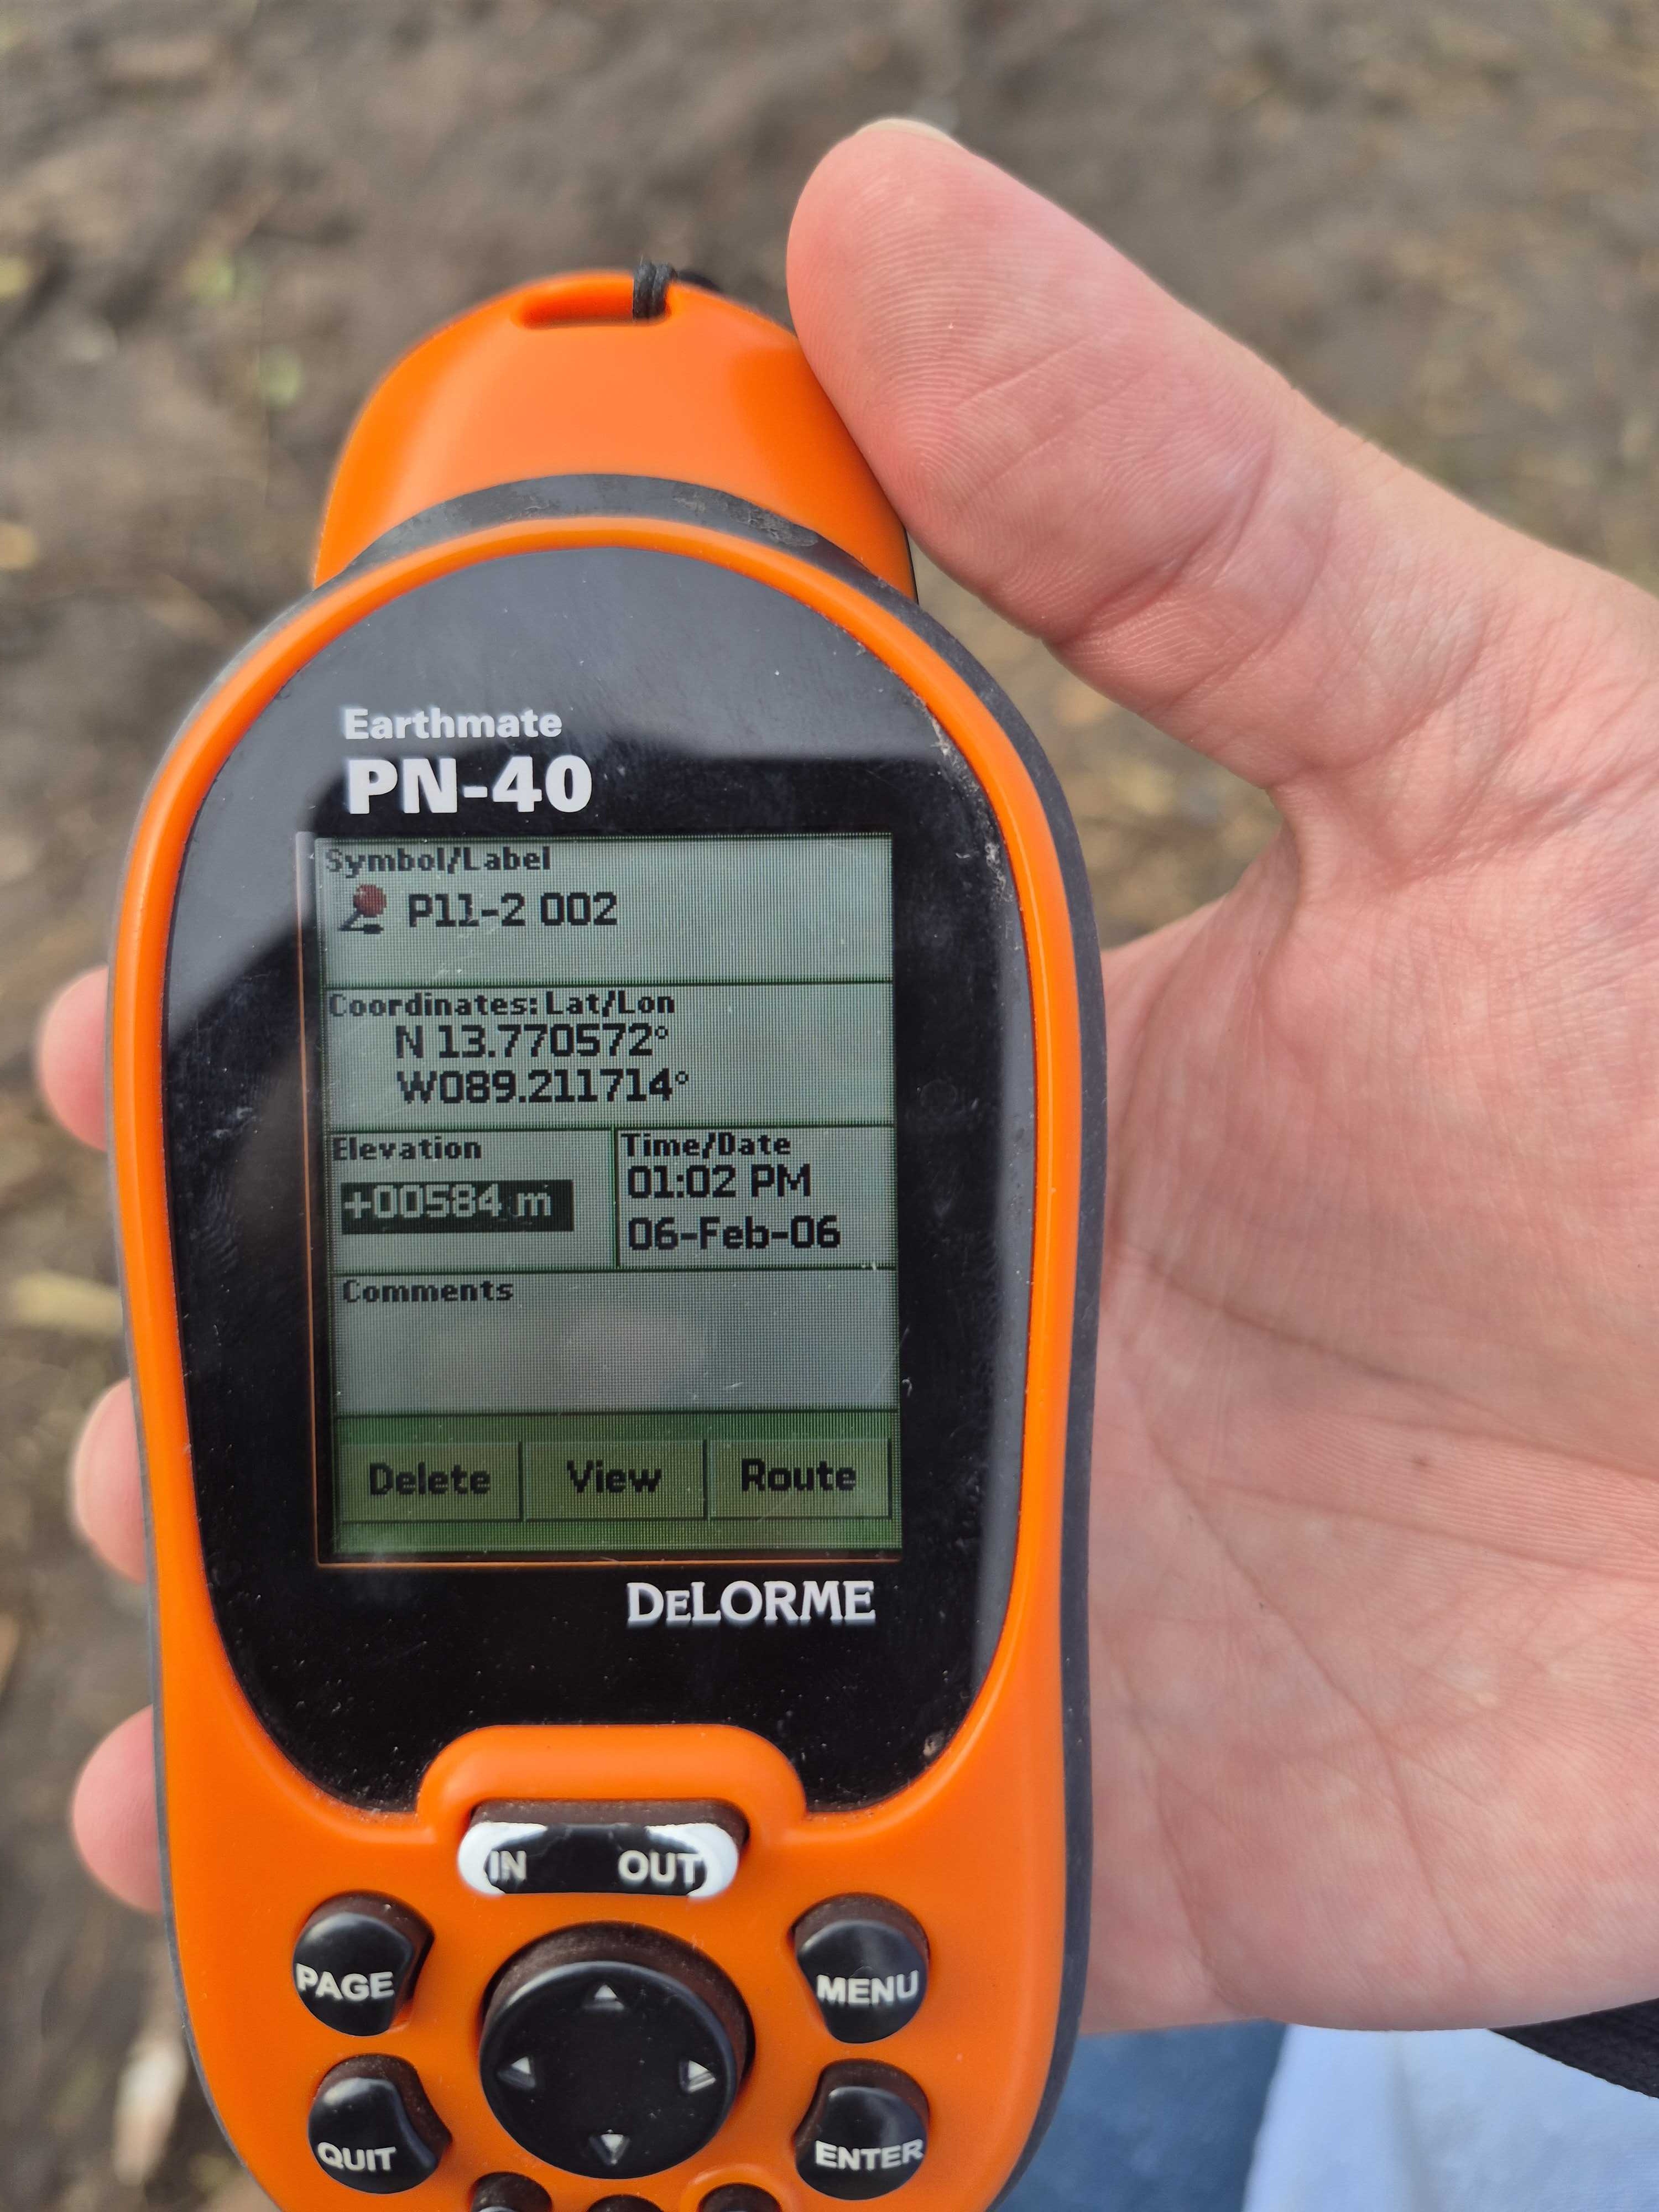 Earthmate
PN-40
Symbol/Label
P11-2 002
Coordinates: Lat/Lon
N 13.770572°
W089.211714°
Elevation
+00584 m
Time/Date
01:02 PM
06-Feb-06
Comments
Delete View Route
DELORME
IN OUT
PAGE MENU
QUIT ENTER